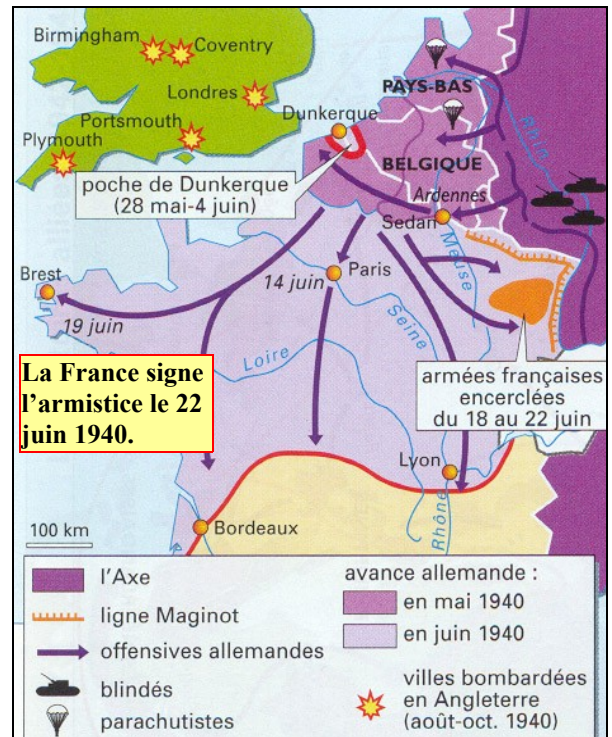 Birmingham
Coventry
Londres
Portsmouth
Plymouth
PAYS-BAS
Rhin
Dunkerque
BELGIQUE
poche de Dunkerque
(28 mai-4 juin)
Ardennes
Sedan
Meuse
Brest
19 juin
14 juin
Paris
Seine
Loire
La France signe
l'armistice le 22
juin 1940.
armées françaises
encerclées
du 18 au 22 juin
Lyon
Rhône
Bordeaux
100 km
l'Axe
ligne Maginot
offensives allemandes
blindés
parachutistes
avance allemande :
en mai 1940
en juin 1940
villes bombardées
en Angleterre
(août-oct. 1940)